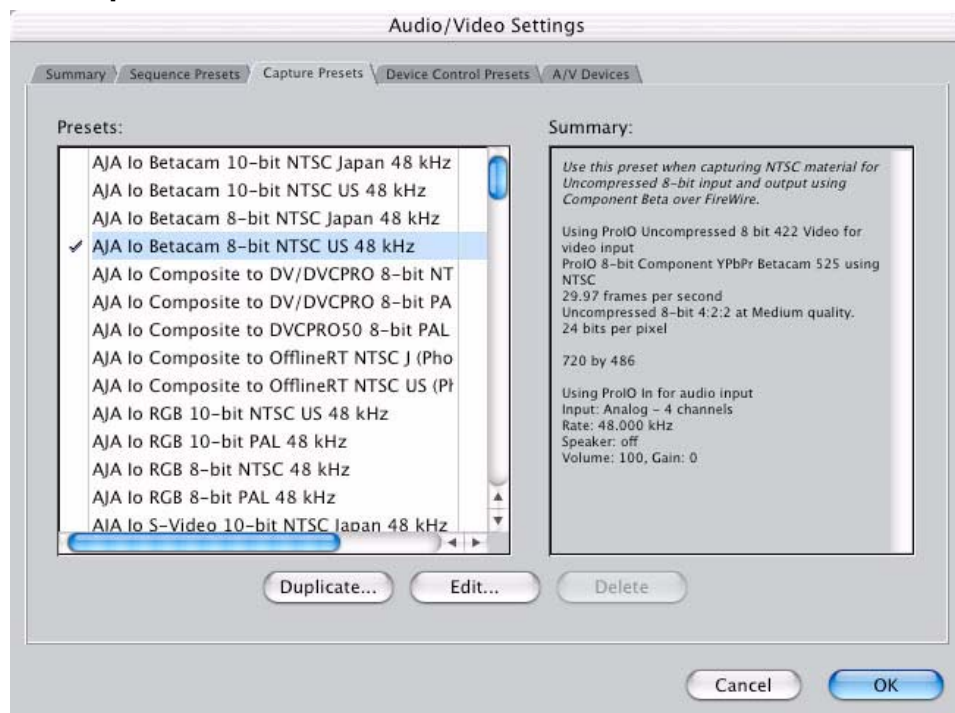 Audio/Video Settings
Summary
Sequence Presets
Capture Presets
Device Control Presets
A/V Devices
Presets:
AJA Io Betacam 10-bit NTSC Japan 48 kHz
AJA Io Betacam 10-bit NTSC US 48 kHz
AJA Io Betacam 8-bit NTSC Japan 48 kHz
AJA Io Betacam 8-bit NTSC US 48 kHz
AJA Io Composite to DV/DVCPRO 8-bit NT
AJA Io Composite to DV/DVCPRO 8-bit PA
AJA Io Composite to DVCPRO50 8-bit PAL
AJA Io Composite to OfflineRT NTSC J (Pho
AJA Io Composite to OfflineRT NTSC US (Ph
AJA Io RGB 10-bit NTSC US 48 kHz
AJA Io RGB 10-bit PAL 48 kHz
AJA Io RGB 8-bit NTSC 48 kHz
AJA Io RGB 8-bit PAL 48 kHz
AJA Io S-Video 10-bit NTSC Japan 48 kHz
Summary:
Use this preset when capturing NTSC material for
Uncompressed 8-bit input and output using
Component Beta over FireWire.
Using ProIO Uncompressed 8 bit 422 Video for
video input
ProIO 8-bit Component YPbPr Betacam 525 using
NTSC
29.97 frames per second
Uncompressed 8-bit 4:2:2 at Medium quality.
24 bits per pixel
720 by 486
Using ProIO In for audio input
Input: Analog - 4 channels
Rate: 48.000 kHz
Speaker: off
Volume: 100, Gain: 0
Duplicate...
Edit...
Delete
Cancel
OK